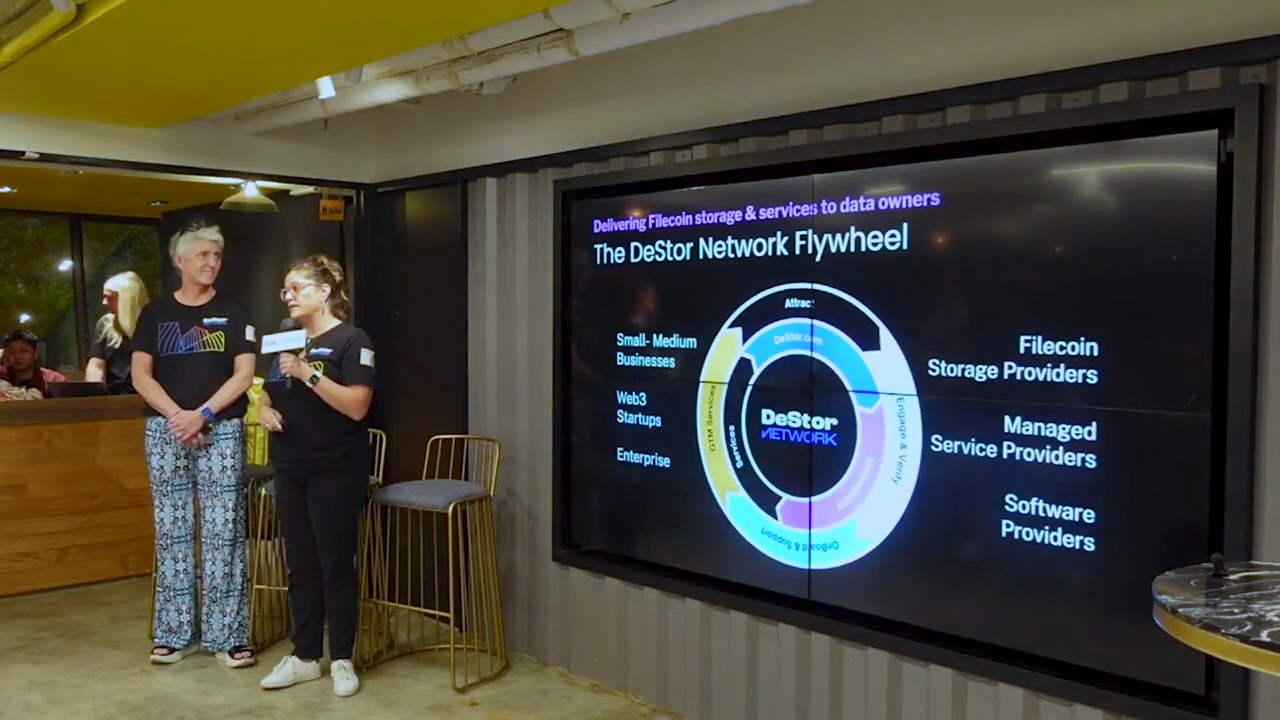 Delivering Filecoin storage & services to data owners
The DeStor Network Flywheel
Small- Medium
Businesses
Web3
Startups
Enterprise
Attrac
DeStor.com
GTM Services
Services
DeStor
NETWORK
Engage & Verify
OnBoard & Support
Filecoin
Storage Providers
Managed
Service Providers
Software
Providers